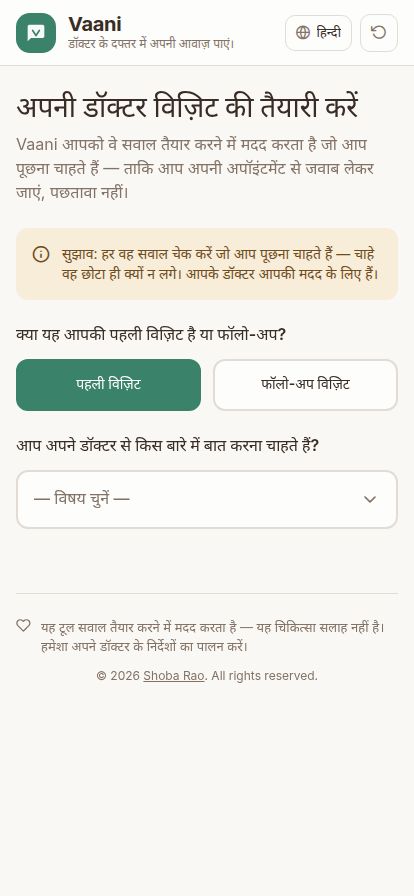 Vaani
डॉक्टर के दफ्तर में अपनी आवाज़ पाएं।
हिन्दी
अपनी डॉक्टर विज़िट की तैयारी करें
Vaani आपको वे सवाल तैयार करने में मदद करता है जो आप
पूछना चाहते हैं — ताकि आप अपनी अपॉइंटमेंट से जवाब लेकर
जाएं, पछतावा नहीं।
सुझाव: हर वह सवाल चेक करें जो आप पूछना चाहते हैं — चाहे
वह छोटा ही क्यों न लगे। आपके डॉक्टर आपकी मदद के लिए हैं।
क्या यह आपकी पहली विज़िट है या फॉलो-अप?
पहली विज़िट
फॉलो-अप विज़िट
आप अपने डॉक्टर से किस बारे में बात करना चाहते हैं?
— विषय चुनें —
यह टूल सवाल तैयार करने में मदद करता है — यह चिकित्सा सलाह नहीं है।
हमेशा अपने डॉक्टर के निर्देशों का पालन करें।
© 2026 Shoba Rao. All rights reserved.